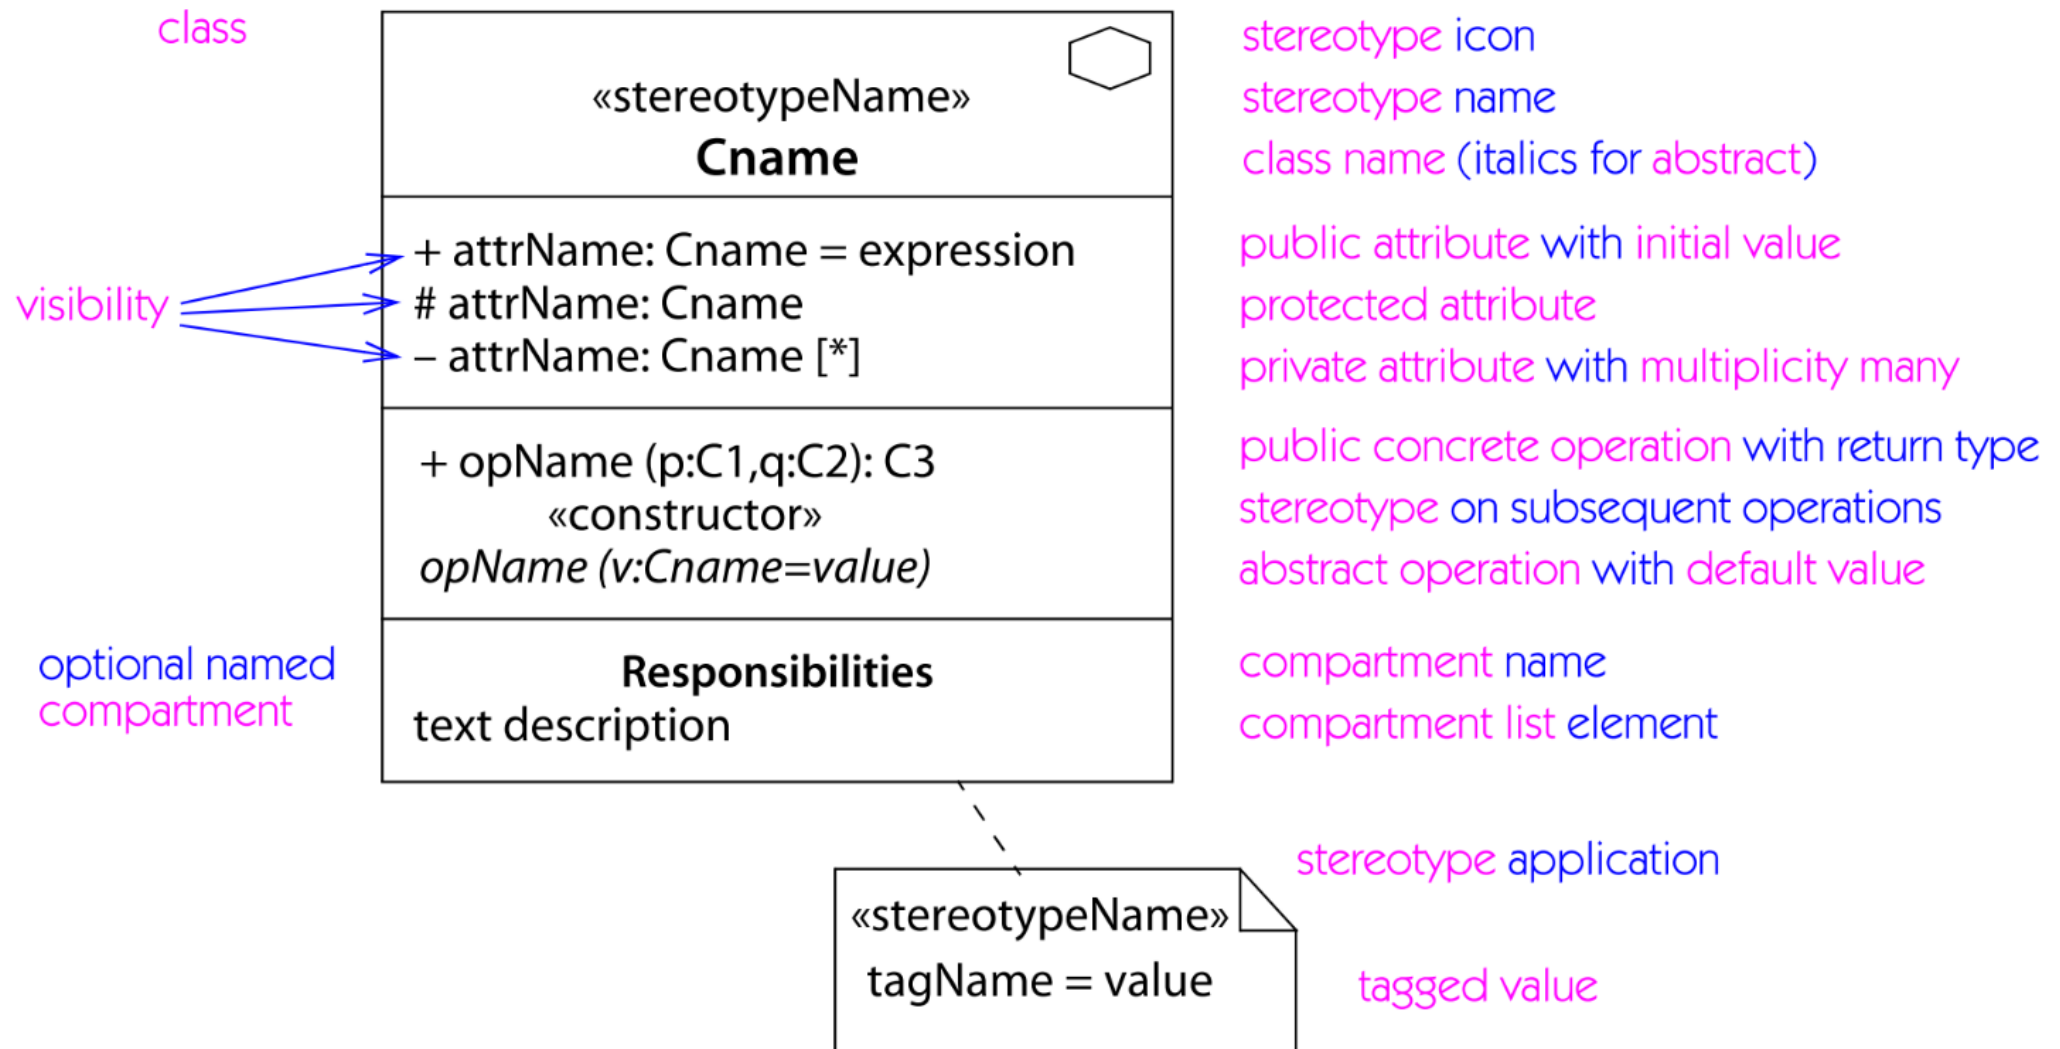 class
stereotype icon
«stereotypeName»
stereotype name
Cname
class name (italics for abstract)
+ attrName: Cname = expression
public attribute with initial value
visibility
# attrName: Cname
protected attribute
– attrName: Cname [*]
private attribute with multiplicity many
+ opName (p:C1,q:C2): C3
public concrete operation with return type
«constructor»
stereotype on subsequent operations
opName (v:Cname=value)
abstract operation with default value
optional named
compartment
Responsibilities
compartment name
text description
compartment list element
stereotype application
«stereotypeName»
tagName = value
tagged value